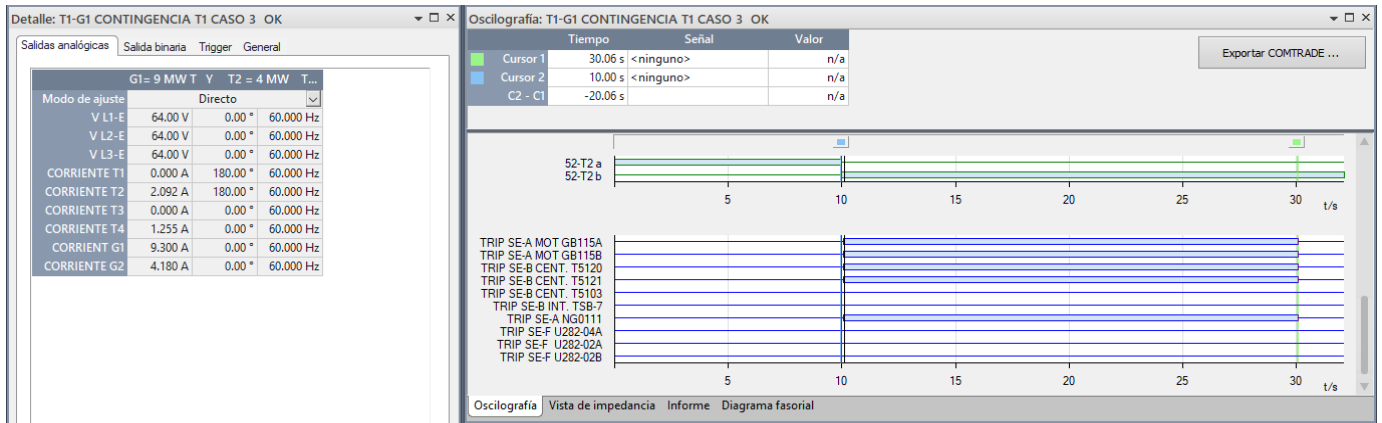 Detalle: T1-G1 CONTINGENCIA T1 CASO 3 OK
Salidas analógicas Salida binaria Trigger General
G1= 9 MW T Y T2 = 4 MW T...
Modo de ajuste Directo
V L1-E 64.00 V 0.00 ° 60.000 Hz
V L2-E 64.00 V 0.00 ° 60.000 Hz
V L3-E 64.00 V 0.00 ° 60.000 Hz
CORRIENTE T1 0.000 A 180.00 ° 60.000 Hz
CORRIENTE T2 2.092 A 180.00 ° 60.000 Hz
CORRIENTE T3 0.000 A 0.00 ° 60.000 Hz
CORRIENTE T4 1.255 A 0.00 ° 60.000 Hz
CORRIENT G1 9.300 A 0.00 ° 60.000 Hz
CORRIENTE G2 4.180 A 0.00 ° 60.000 Hz
Oscilografía: T1-G1 CONTINGENCIA T1 CASO 3 OK
Tiempo Señal Valor
Cursor 1 30.06 s <ninguno> n/a
Cursor 2 10.00 s <ninguno> n/a
C2 - C1 -20.06 s n/a
Exportar COMTRADE ...
52-T2 a
52-T2 b
5 10 15 20 25 30 t/s
TRIP SE-A MOT GB115A
TRIP SE-A MOT GB115B
TRIP SE-B CENT. T5120
TRIP SE-B CENT. T5121
TRIP SE-B CENT. T5103
TRIP SE-B INT. TSB-7
TRIP SE-A NG0111
TRIP SE-F U282-04A
TRIP SE-F U282-02A
TRIP SE-F U282-02B
5 10 15 20 25 30 t/s
Oscilografía Vista de impedancia Informe Diagrama fasorial